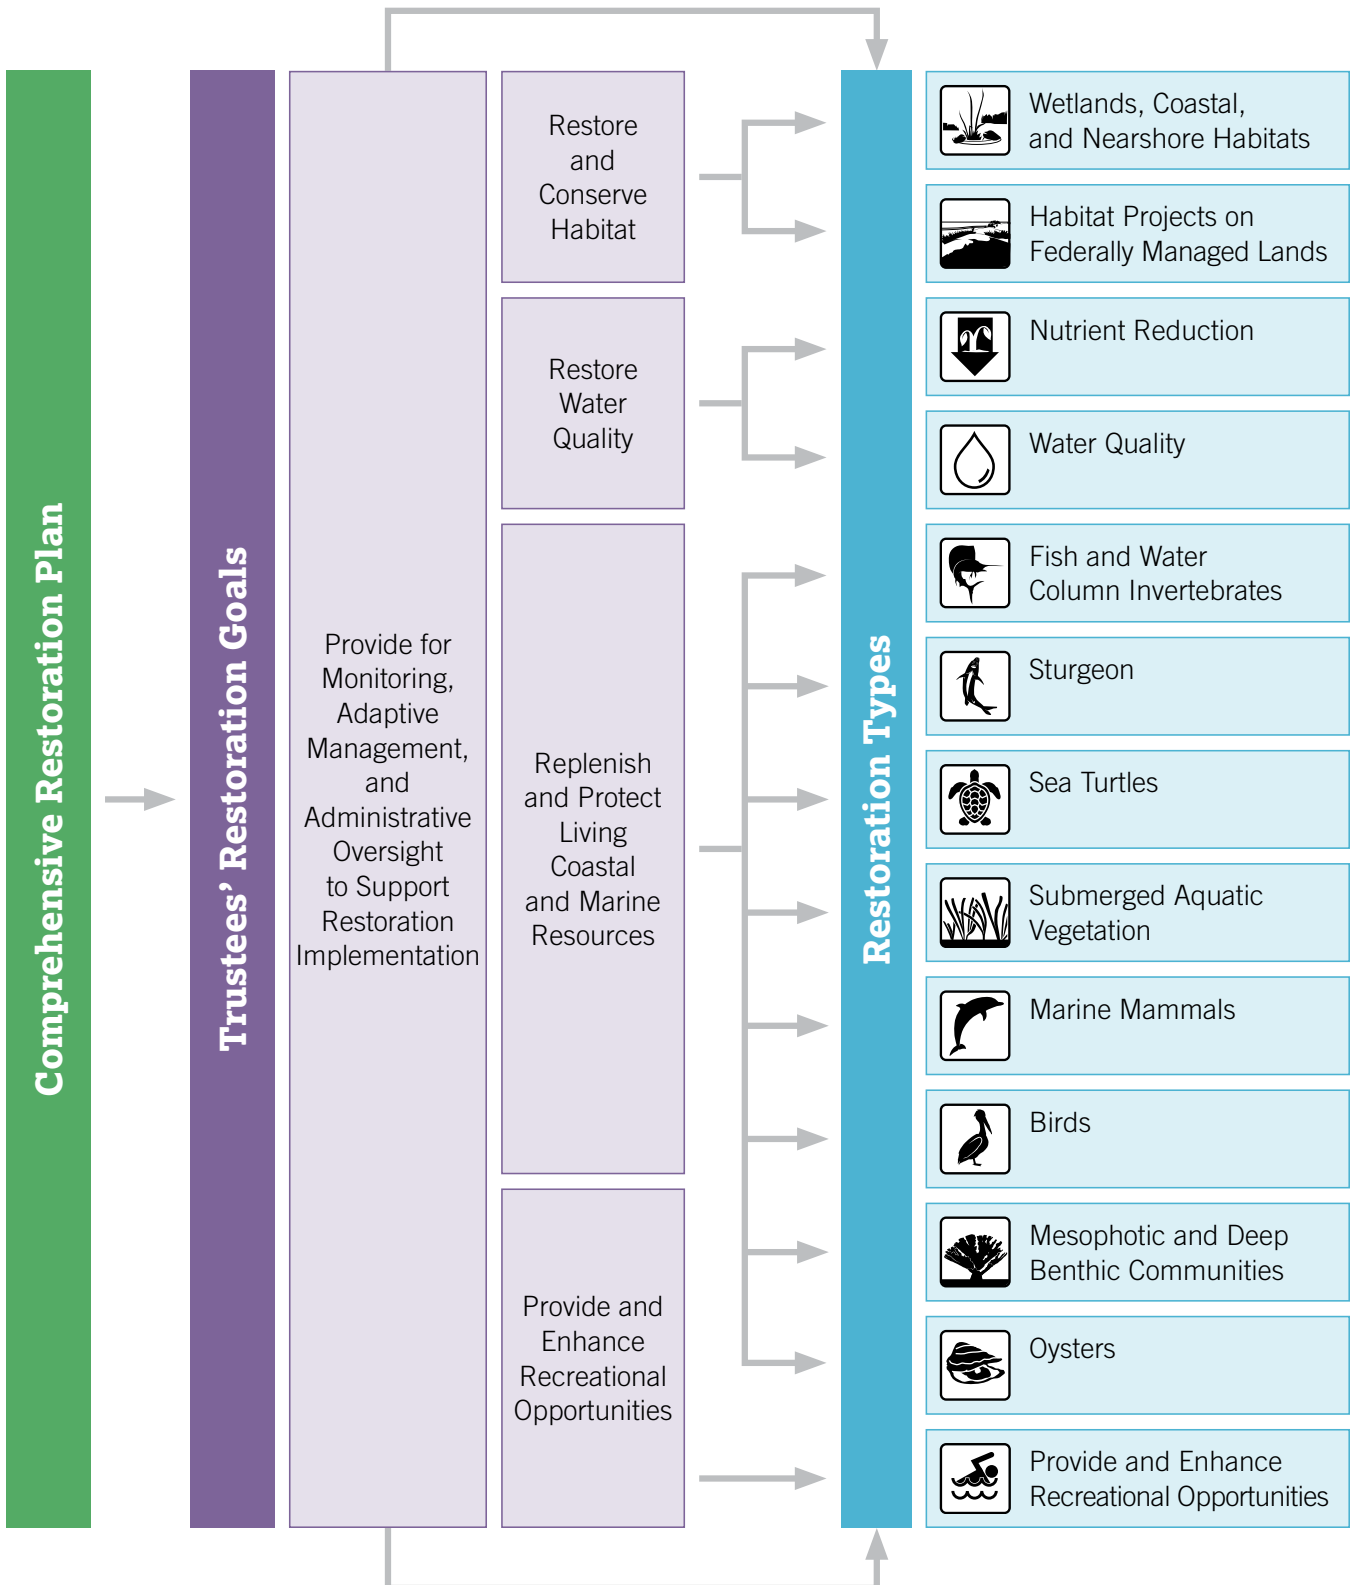 Comprehensive Restoration Plan
Trustees’ Restoration Goals
Provide for
Monitoring,
Adaptive
Management,
and
Administrative
Oversight
to Support
Restoration
Implementation
Restore
and
Conserve
Habitat
Restore
Water
Quality
Replenish
and Protect
Living
Coastal
and Marine
Resources
Provide and
Enhance
Recreational
Opportunities
Restoration Types
Wetlands, Coastal,
and Nearshore Habitats
Habitat Projects on
Federally Managed Lands
Nutrient Reduction
Water Quality
Fish and Water
Column Invertebrates
Sturgeon
Sea Turtles
Submerged Aquatic
Vegetation
Marine Mammals
Birds
Mesophotic and Deep
Benthic Communities
Oysters
Provide and Enhance
Recreational Opportunities